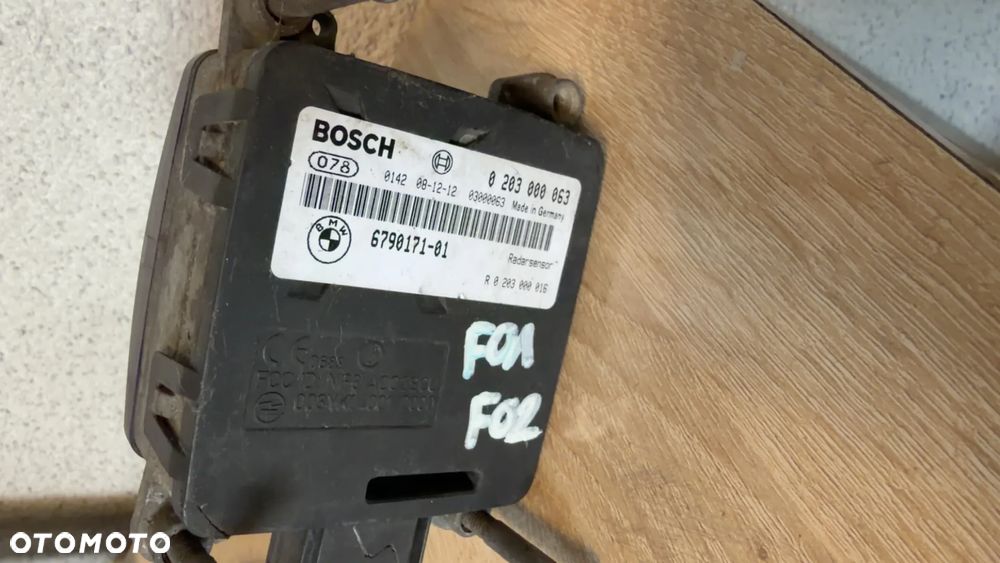 BOSCH
0 203 000 063
078
0142 08-12-12 03000063 Made in Germany
BMW
6790171-01
Radarsensor
R 0 203 000 016
F01
F02
OTOMOTO